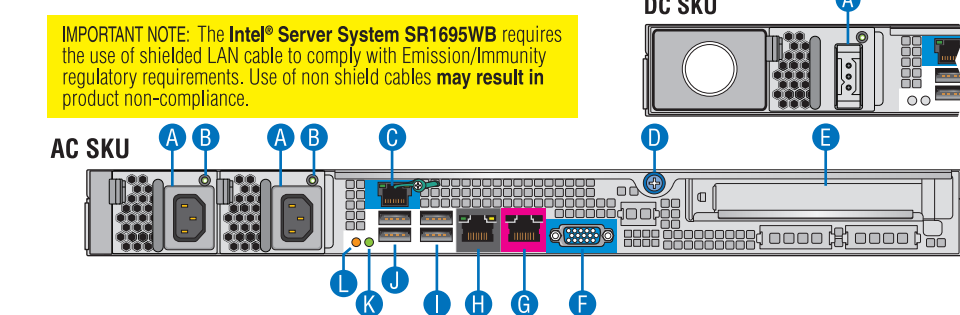 IMPORTANT NOTE: The Intel® Server System SR1695WB requires
the use of shielded LAN cable to comply with Emission/Immunity
regulatory requirements. Use of non shield cables may result in
product non-compliance.
DC SKU
A
AC SKU
A B A B C D E
L K J I H G F